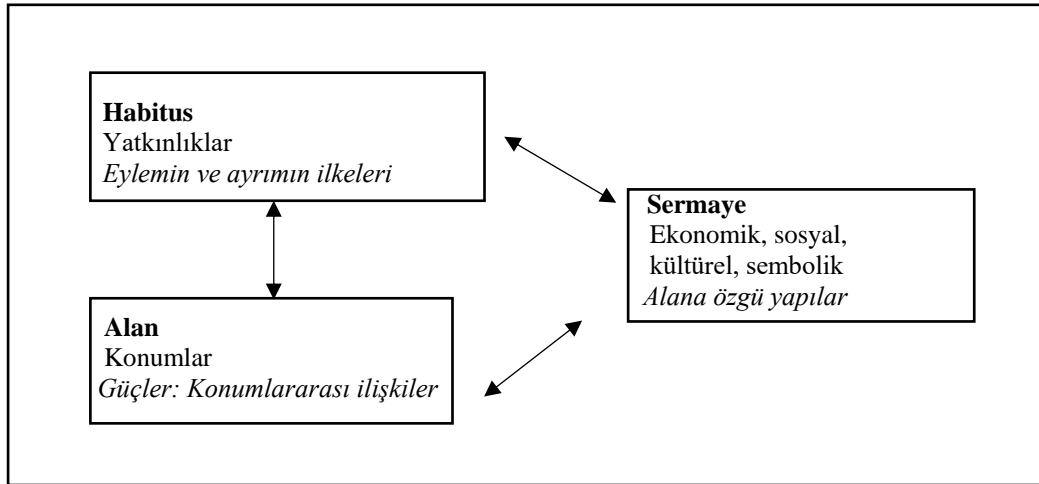 Habitus
Yatkınlıklar
Eylemin ve ayrımın ilkeleri
Sermaye
Ekonomik, sosyal,
kültürel, sembolik
Alana özgü yapılar
Alan
Konumlar
Güçler: Konumlararası ilişkiler